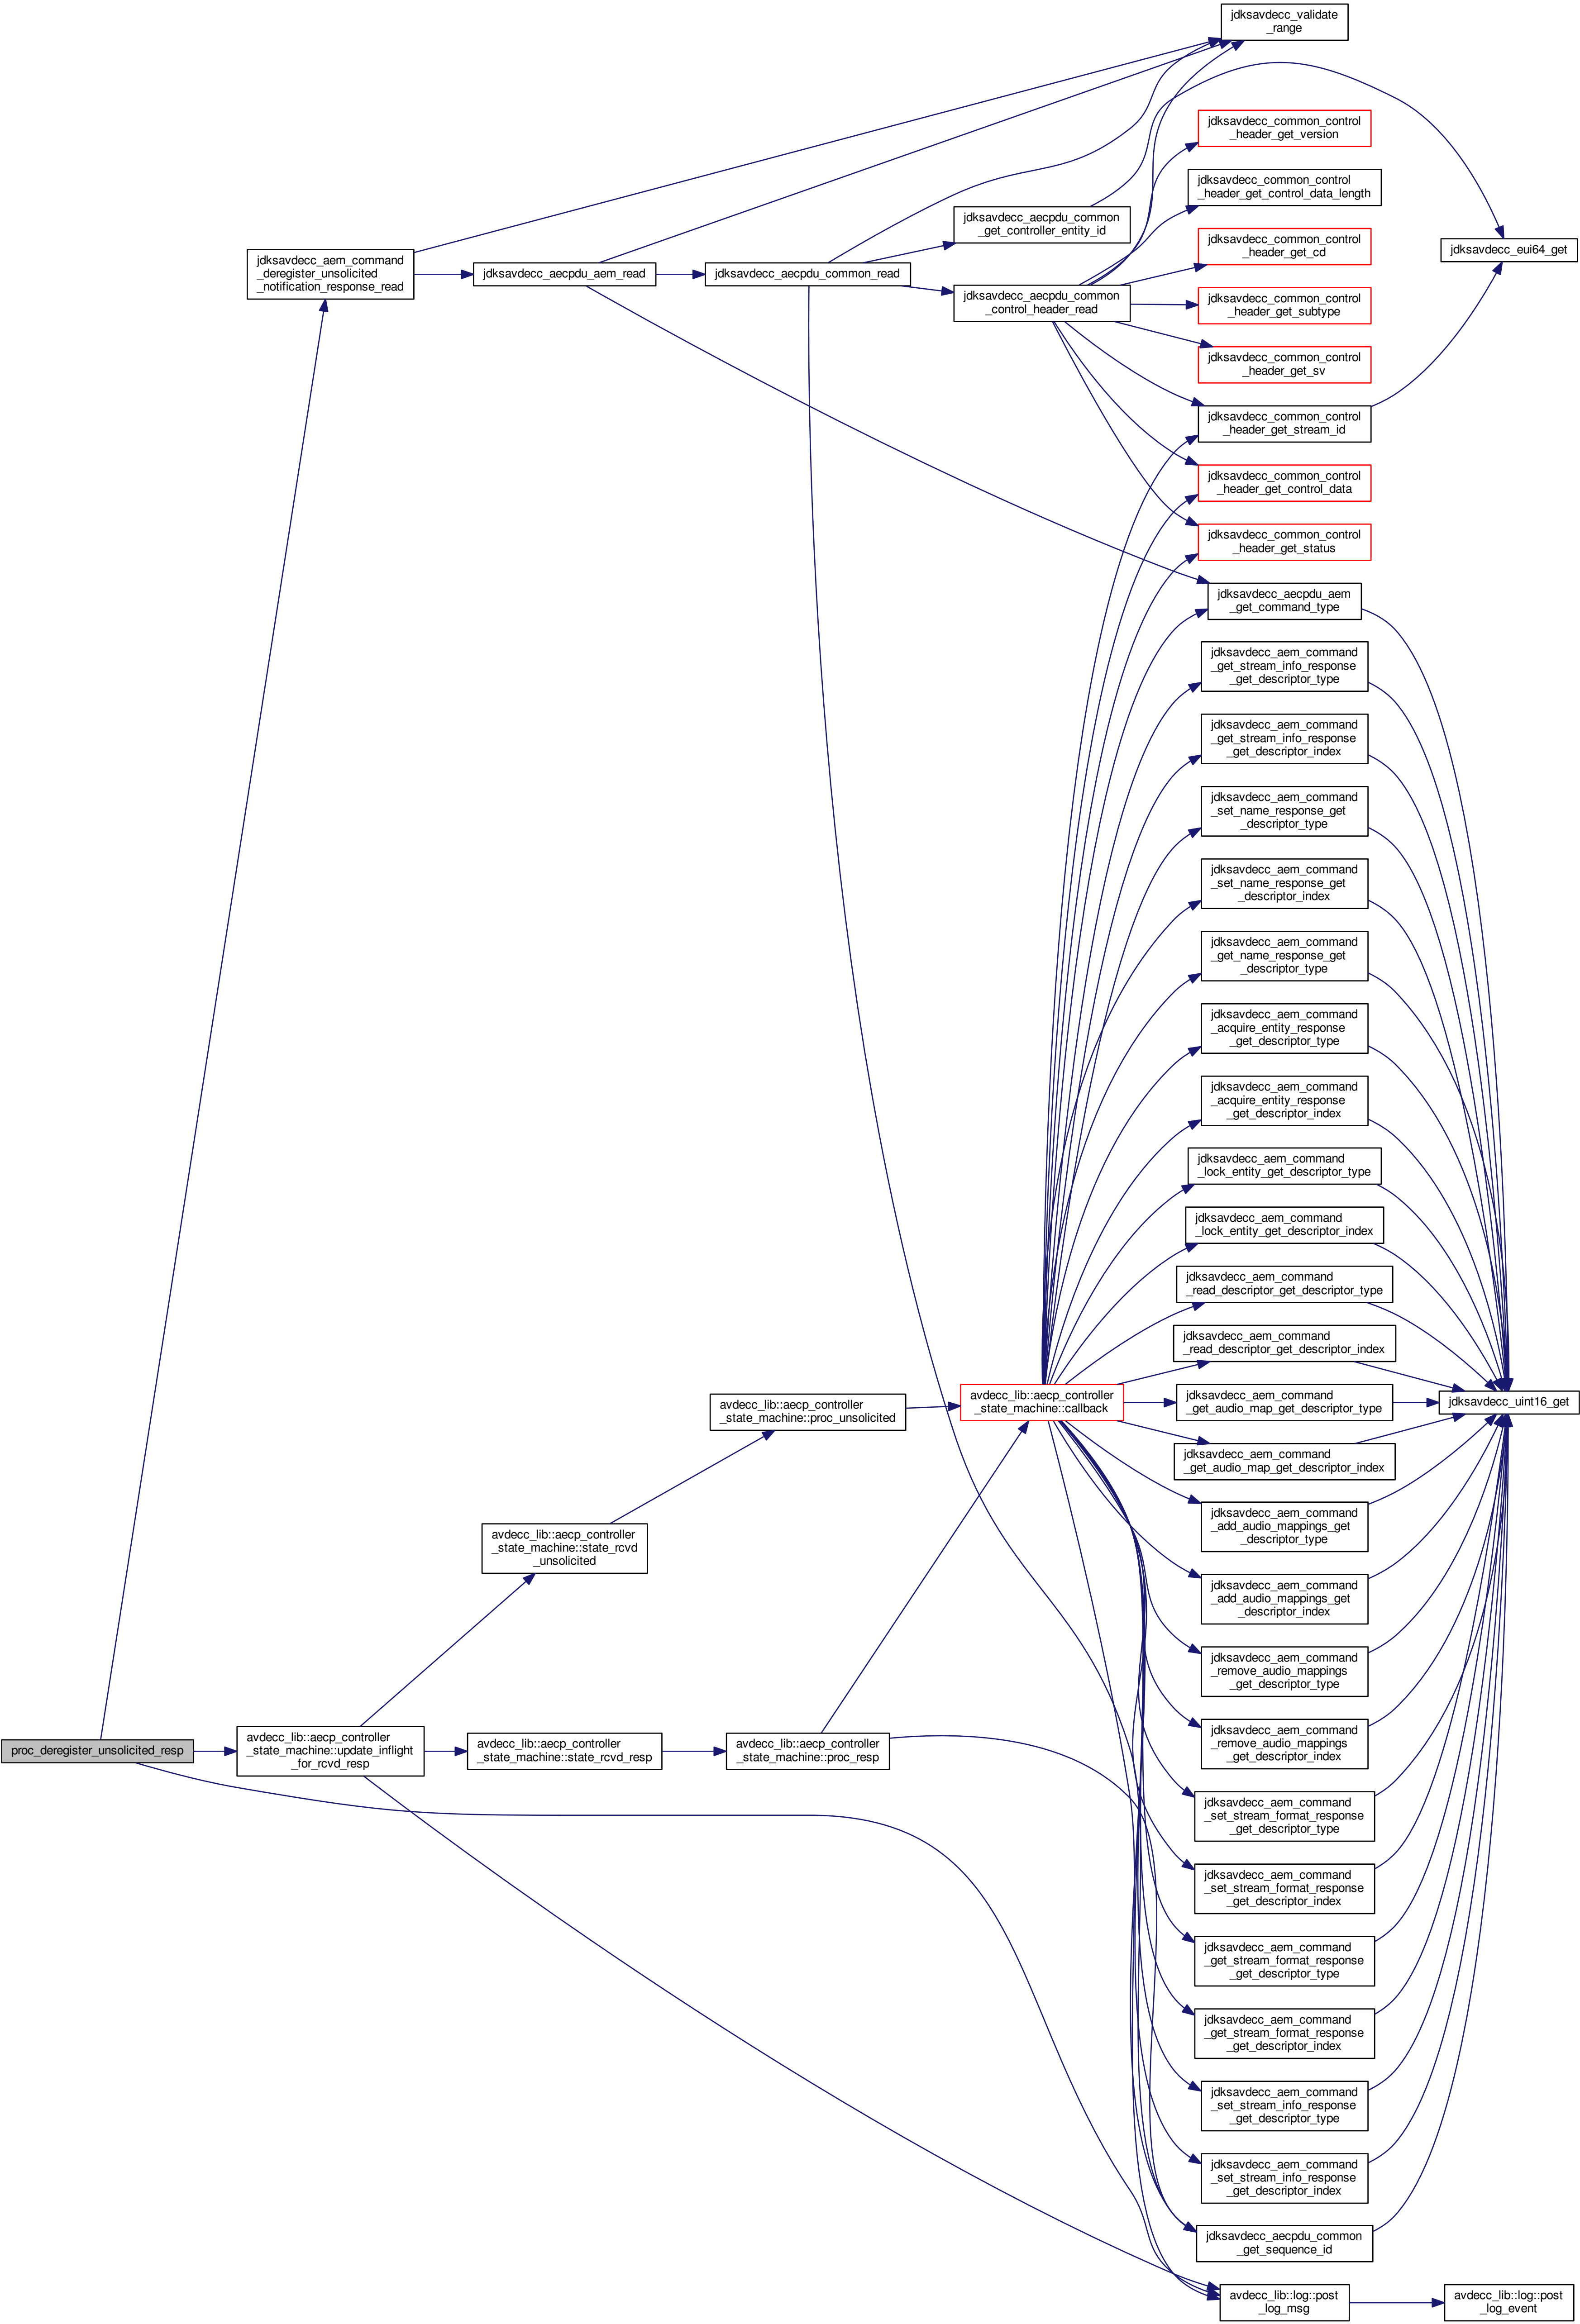 jdksavdecc_validate
_range
jdksavdecc_common_control
_header_get_version
jdksavdecc_common_control
_header_get_control_data_length
jdksavdecc_aecpdu_common
_get_controller_entity_id
jdksavdecc_common_control
_header_get_cd
jdksavdecc_eui64_get
jdksavdecc_aem_command
_deregister_unsolicited
_notification_response_read
jdksavdecc_aecpdu_aem_read
jdksavdecc_aecpdu_common_read
jdksavdecc_aecpdu_common
_control_header_read
jdksavdecc_common_control
_header_get_subtype
jdksavdecc_common_control
_header_get_sv
jdksavdecc_common_control
_header_get_stream_id
jdksavdecc_common_control
_header_get_control_data
jdksavdecc_common_control
_header_get_status
jdksavdecc_aecpdu_aem
_get_command_type
jdksavdecc_aem_command
_get_stream_info_response
_get_descriptor_type
jdksavdecc_aem_command
_get_stream_info_response
_get_descriptor_index
jdksavdecc_aem_command
_set_name_response_get
_descriptor_type
jdksavdecc_aem_command
_set_name_response_get
_descriptor_index
jdksavdecc_aem_command
_get_name_response_get
_descriptor_type
jdksavdecc_aem_command
_acquire_entity_response
_get_descriptor_type
jdksavdecc_aem_command
_acquire_entity_response
_get_descriptor_index
jdksavdecc_aem_command
_lock_entity_get_descriptor_type
jdksavdecc_aem_command
_lock_entity_get_descriptor_index
jdksavdecc_aem_command
_read_descriptor_get_descriptor_type
jdksavdecc_aem_command
_read_descriptor_get_descriptor_index
avdecc_lib::aecp_controller
_state_machine::proc_unsolicited
avdecc_lib::aecp_controller
_state_machine::callback
jdksavdecc_aem_command
_get_audio_map_get_descriptor_type
jdksavdecc_uint16_get
jdksavdecc_aem_command
_get_audio_map_get_descriptor_index
avdecc_lib::aecp_controller
_state_machine::state_rcvd
_unsolicited
jdksavdecc_aem_command
_add_audio_mappings_get
_descriptor_type
jdksavdecc_aem_command
_add_audio_mappings_get
_descriptor_index
jdksavdecc_aem_command
_remove_audio_mappings
_get_descriptor_type
proc_deregister_unsolicited_resp
avdecc_lib::aecp_controller
_state_machine::update_inflight
_for_rcvd_resp
avdecc_lib::aecp_controller
_state_machine::state_rcvd_resp
avdecc_lib::aecp_controller
_state_machine::proc_resp
jdksavdecc_aem_command
_remove_audio_mappings
_get_descriptor_index
jdksavdecc_aem_command
_set_stream_format_response
_get_descriptor_type
jdksavdecc_aem_command
_set_stream_format_response
_get_descriptor_index
jdksavdecc_aem_command
_get_stream_format_response
_get_descriptor_type
jdksavdecc_aem_command
_get_stream_format_response
_get_descriptor_index
jdksavdecc_aem_command
_set_stream_info_response
_get_descriptor_type
jdksavdecc_aem_command
_set_stream_info_response
_get_descriptor_index
jdksavdecc_aecpdu_common
_get_sequence_id
avdecc_lib::log::post
_log_msg
avdecc_lib::log::post
_log_event